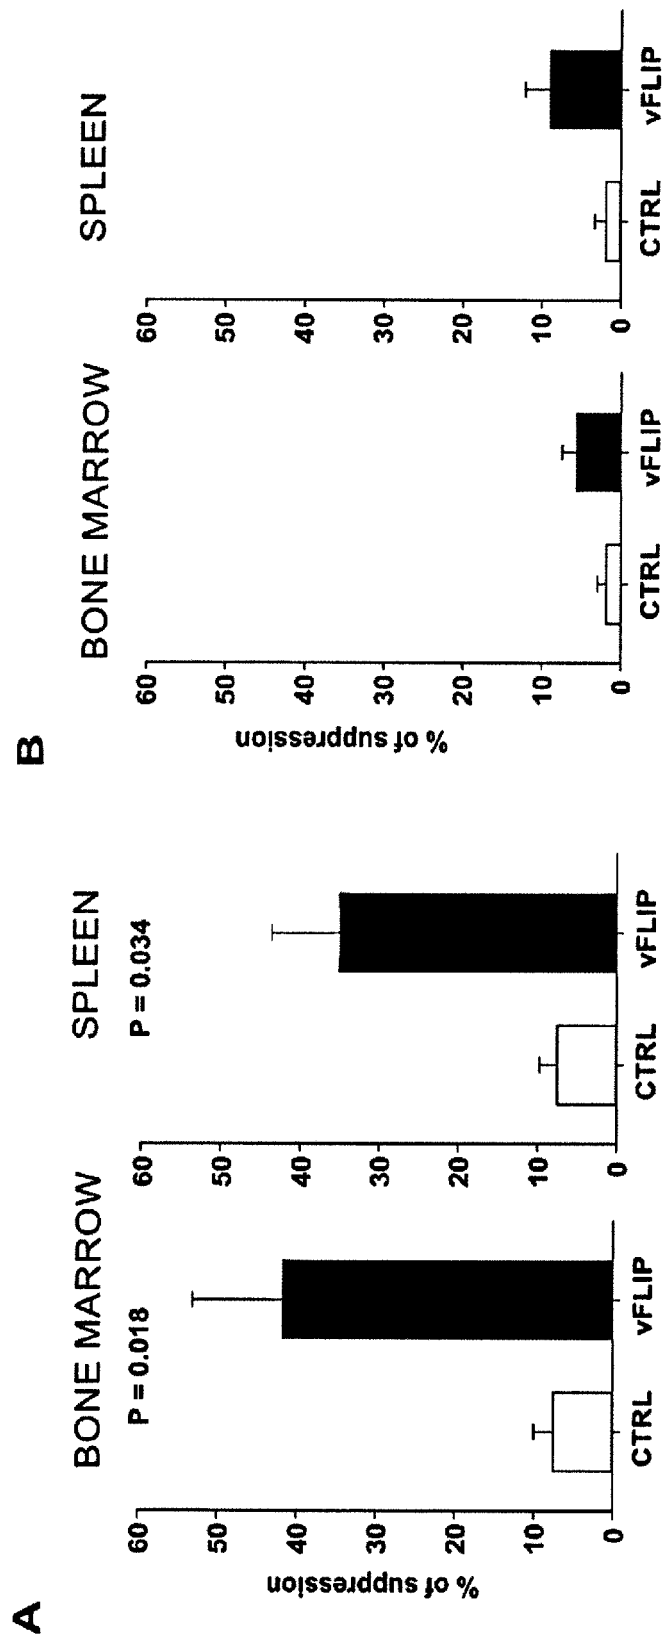 A
BONE MARROW
P = 0.018
% of suppression
60
50
40
30
20
10
0
CTRL
vFLIP
SPLEEN
P = 0.034
60
50
40
30
20
10
0
CTRL
vFLIP
B
BONE MARROW
% of suppression
60
50
40
30
20
10
0
CTRL
vFLIP
SPLEEN
60
50
40
30
20
10
0
CTRL
vFLIP